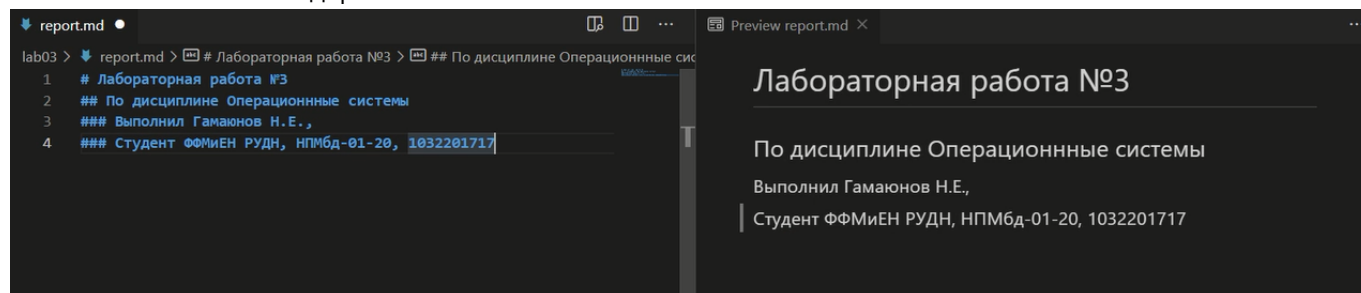 report.md
lab03 > report.md > # Лабораторная работа №3 > ## По дисциплине Операционнные сис
1 # Лабораторная работа №3
2 ## По дисциплине Операционнные системы
3 ### Выполнил Гамаюнов Н.Е.,
4 ### Студент ФФМиЕН РУДН, НПМбд-01-20, 1032201717
Preview report.md
Лабораторная работа №3
По дисциплине Операционнные системы
Выполнил Гамаюнов Н.Е.,
Студент ФФМиЕН РУДН, НПМбд-01-20, 1032201717